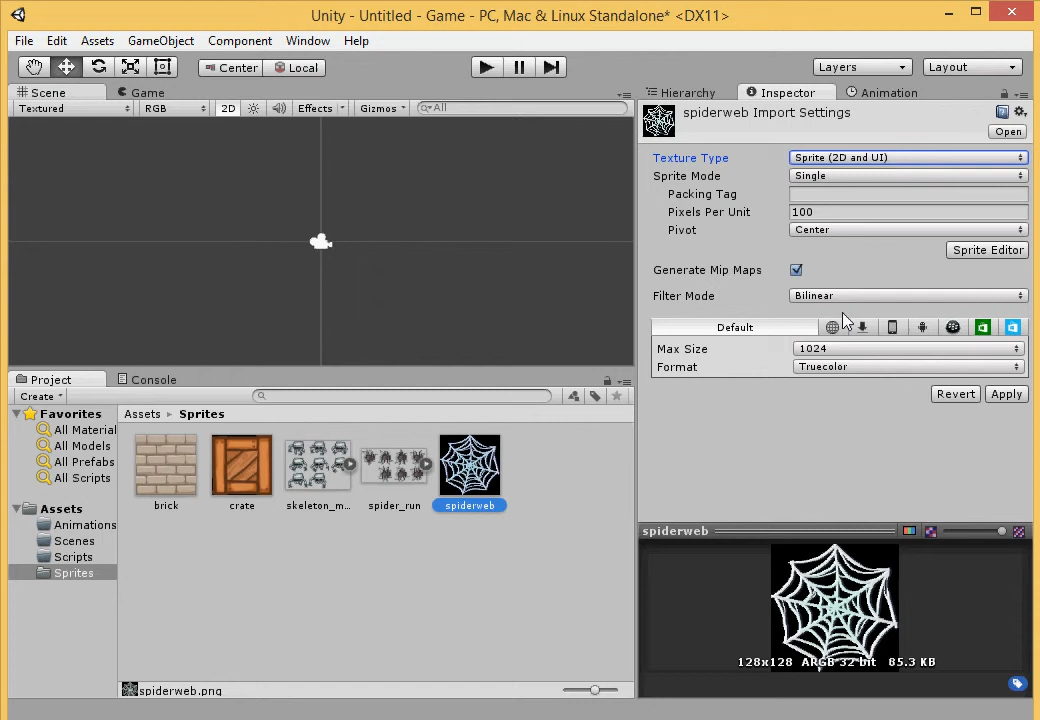 Unity - Untitled - Game - PC, Mac & Linux Standalone* <DX11>
File Edit Assets GameObject Component Window Help
Center Local Layers Layout
Scene Game
Textured RGB 2D Effects Gizmos All
Hierarchy Inspector Animation
spiderweb Import Settings
Open
Texture Type Sprite (2D and UI)
Sprite Mode Single
Packing Tag
Pixels Per Unit 100
Pivot Center
Sprite Editor
Generate Mip Maps
Filter Mode Bilinear
Default
Max Size 1024
Format Truecolor
Revert Apply
Project Console
Create
Favorites
All Material
All Models
All Prefabs
All Scripts
Assets
Animations
Scenes
Scripts
Sprites
Assets Sprites
brick crate skeleton_m... spider_run spiderweb
spiderweb.png
spiderweb
128x128 ARGB 32 bit 85.3 KB